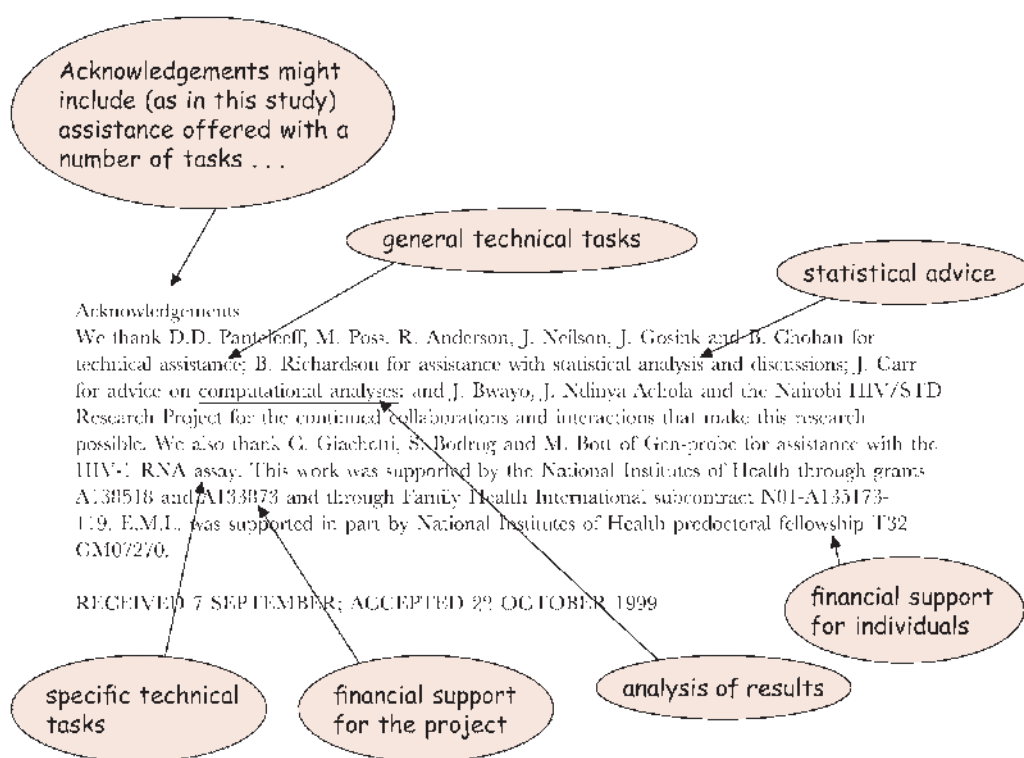 Acknowledgements might
include (as in this study)
assistance offered with a
number of tasks . . .
general technical tasks
statistical advice
Acknowledgements
We thank D.D. Panteleeff, M. Poss, R. Anderson, J. Neilson, J. Gosink and B. Chohan for
technical assistance; B. Richardson for assistance with statistical analysis and discussions; J. Carr
for advice on computational analyses; and J. Bwayo, J. Ndinya Achola and the Nairobi HIV/STD
Research Project for the continued collaborations and interactions that make this research
possible. We also thank C. Giachetti, S. Bodrug and M. Bott of Gen-probe for assistance with the
HIV-1 RNA assay. This work was supported by the National Institutes of Health through grants
A138518 and A133873 and through Family Health International subcontract N01-A135173-
119. E.M.L. was supported in part by National Institutes of Health predoctoral fellowship T32
GM07270.
RECEIVED 7 SEPTEMBER; ACCEPTED 22 OCTOBER 1999
financial support
for individuals
specific technical
tasks
financial support
for the project
analysis of results